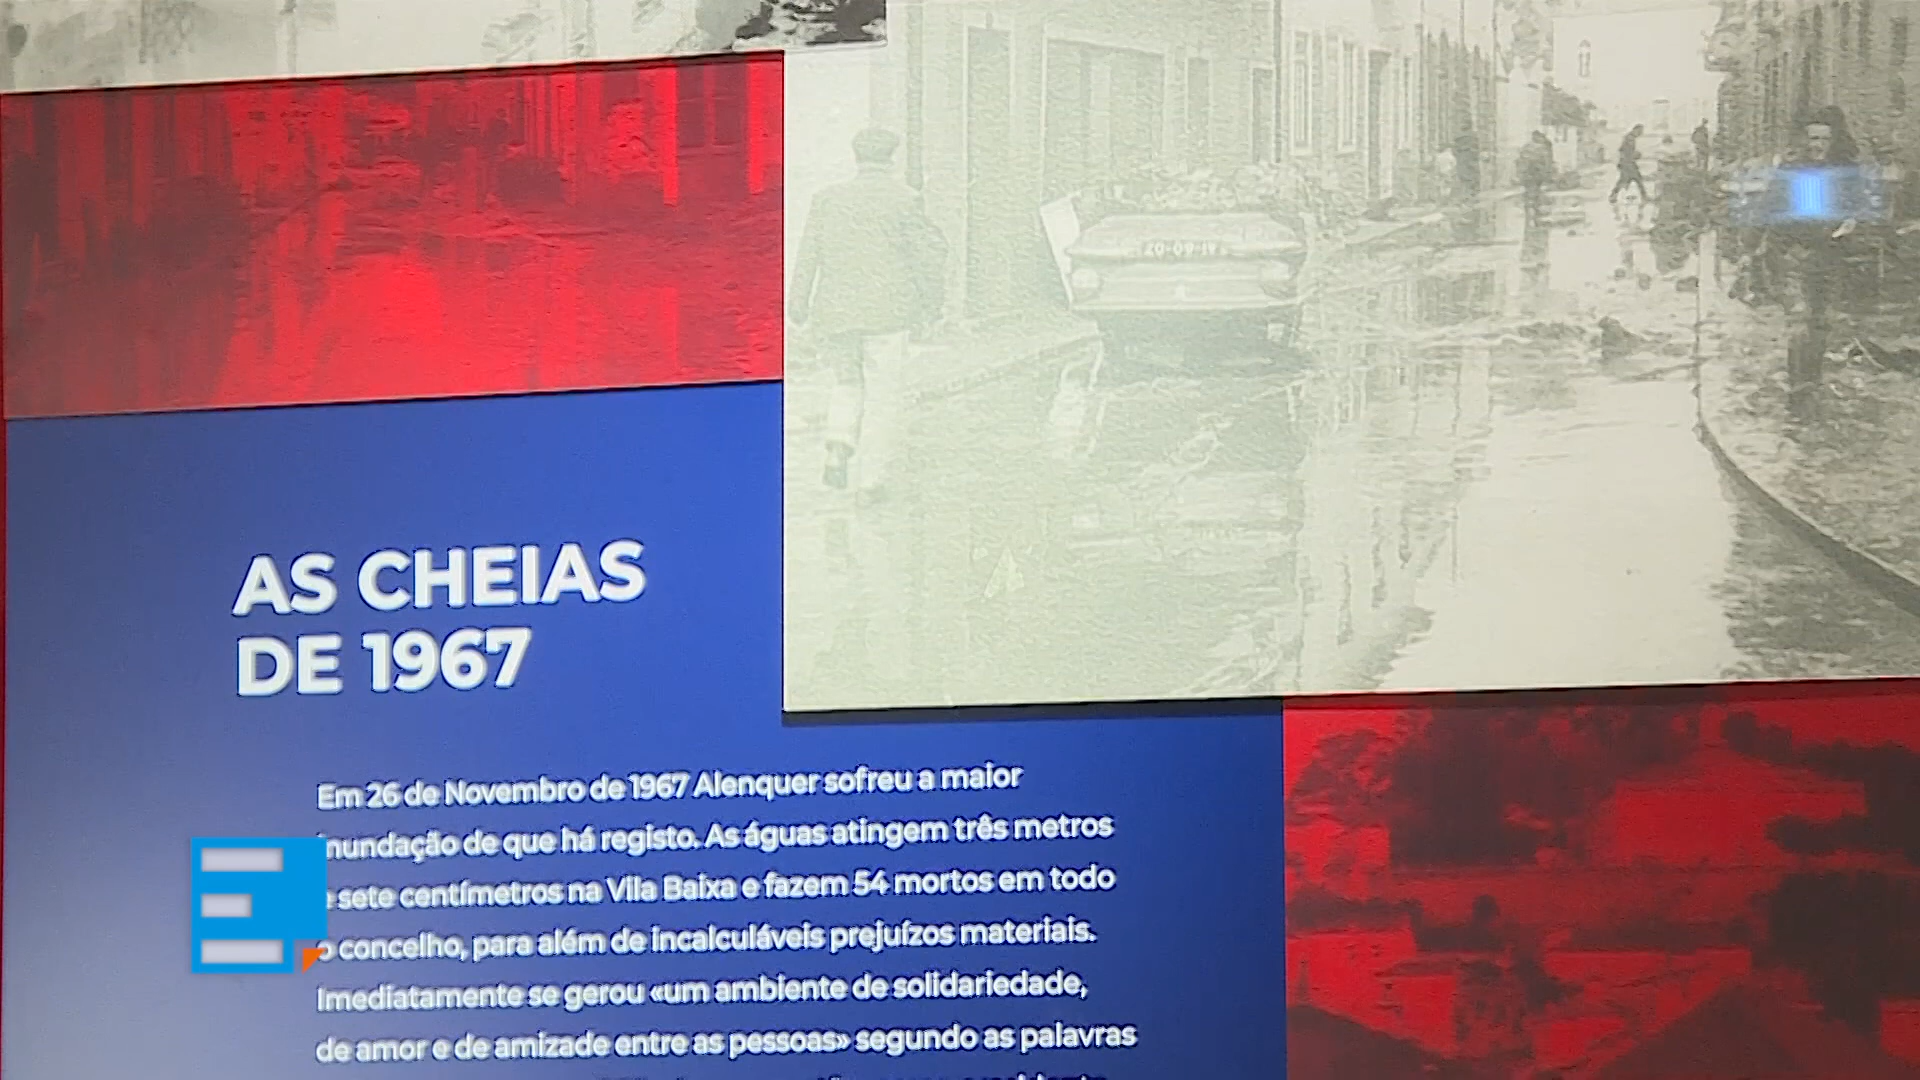 AS CHEIAS
DE 1967
Em 26 de Novembro de 1967 Alenquer sofreu a maior
inundação de que há registo. As águas atingem três metros
e sete centímetros na Vila Baixa e fazem 54 mortos em todo
o concelho, para além de incalculáveis prejuízos materiais.
Imediatamente se gerou «um ambiente de solidariedade,
de amor e de amizade entre as pessoas» segundo as palavras